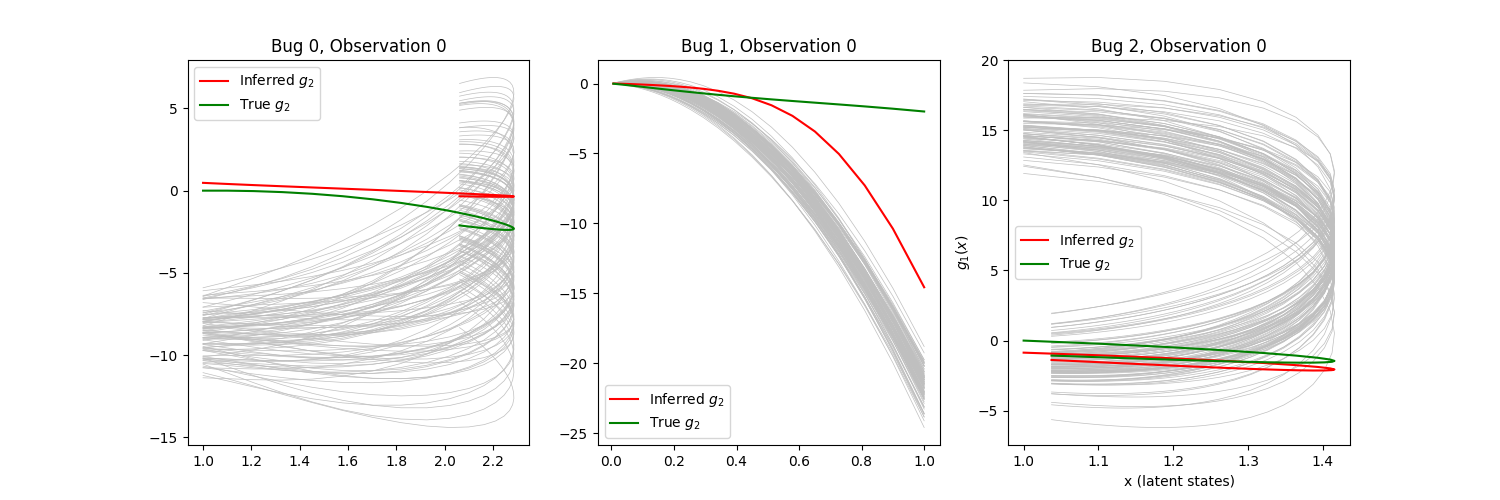 Bug 0, Observation 0
Inferred g₂
True g₂
5
0
−5
−10
−15
1.0 1.2 1.4 1.6 1.8 2.0 2.2
Bug 1, Observation 0
0
−5
−10
−15
−20
−25
Inferred g₂
True g₂
0.0 0.2 0.4 0.6 0.8 1.0
Bug 2, Observation 0
20
15
10
5
0
−5
g₁(x)
Inferred g₂
True g₂
1.0 1.1 1.2 1.3 1.4
x (latent states)